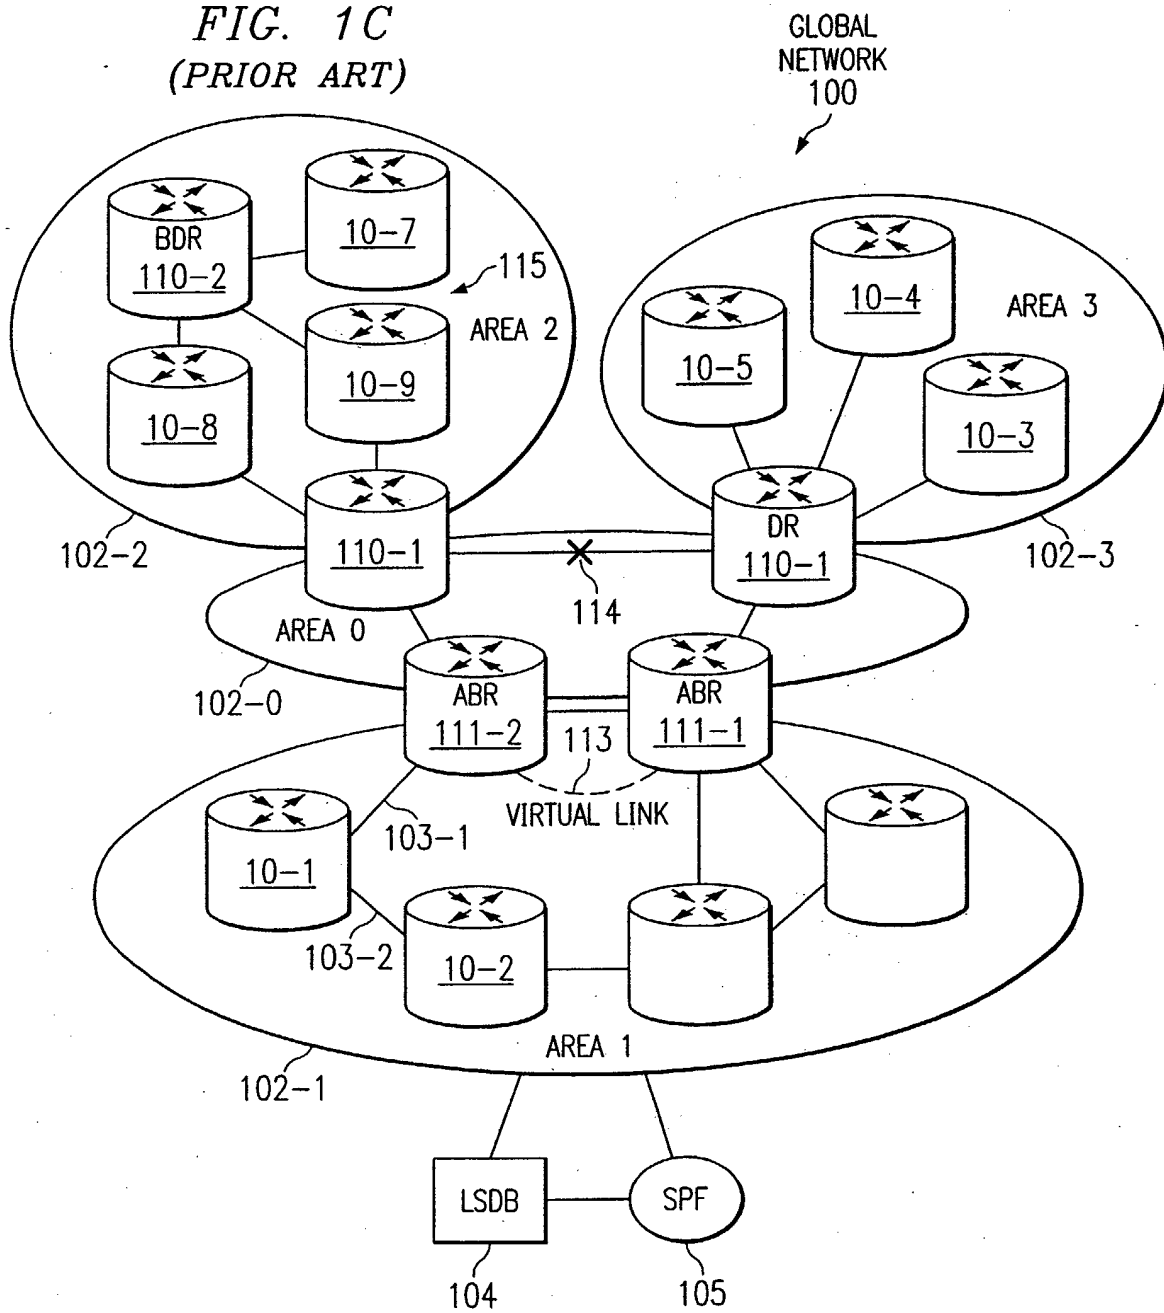 FIG. 1C
(PRIOR ART)
GLOBAL
NETWORK
100
BDR
110-2
10-7
115
10-9
AREA 2
10-8
110-1
102-2
10-4
AREA 3
10-5
10-3
DR
110-1
102-3
114
AREA 0
102-0
ABR
111-2
ABR
111-1
113
VIRTUAL LINK
103-1
10-1
103-2
10-2
AREA 1
102-1
LSDB
SPF
104
105